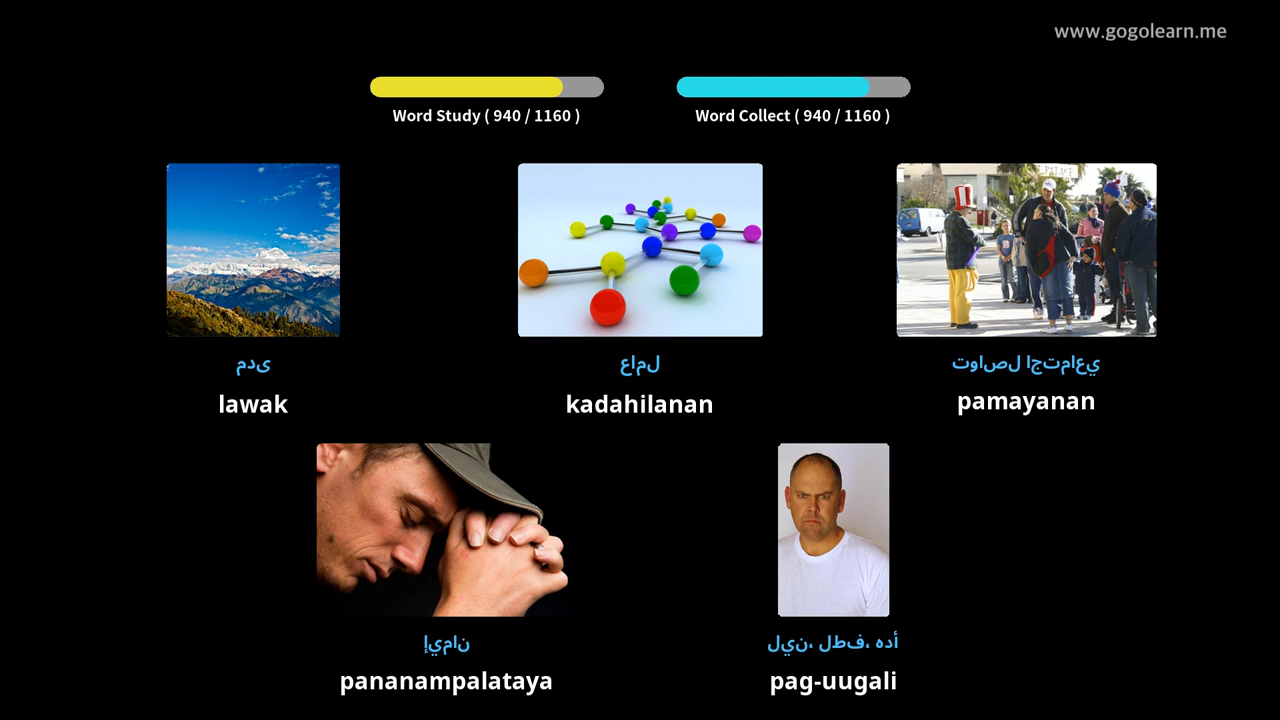 www.gogolearn.me
Word Study ( 940 / 1160 )
Word Collect ( 940 / 1160 )
مدى
عامل
تواصل اجتماعي
lawak
kadahilanan
pamayanan
إيمان
لين، لطف، هدأ
pananampalataya
pag-uugali